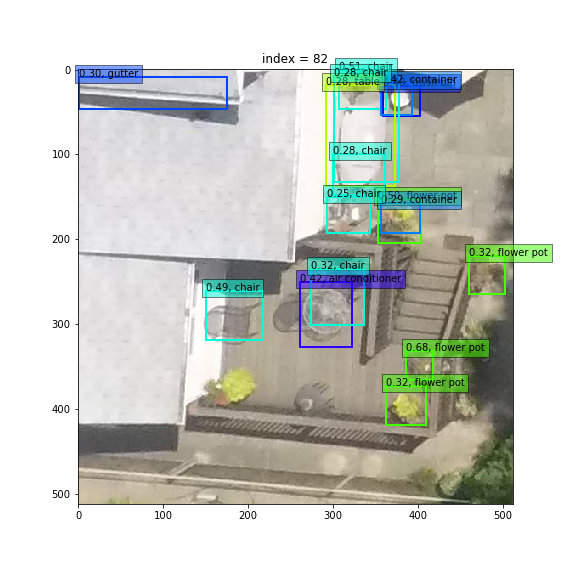 index = 82
0.51, chair
0.28, chair
0.28, table
.42, container
0.30, gutter
0.28, chair
0.25, chair
flower pot
0.29, container
0.32, flower pot
0.32, chair
0.42, air conditioner
0.49, chair
0.68, flower pot
0.32, flower pot
0
100
200
300
400
500
0
100
200
300
400
500